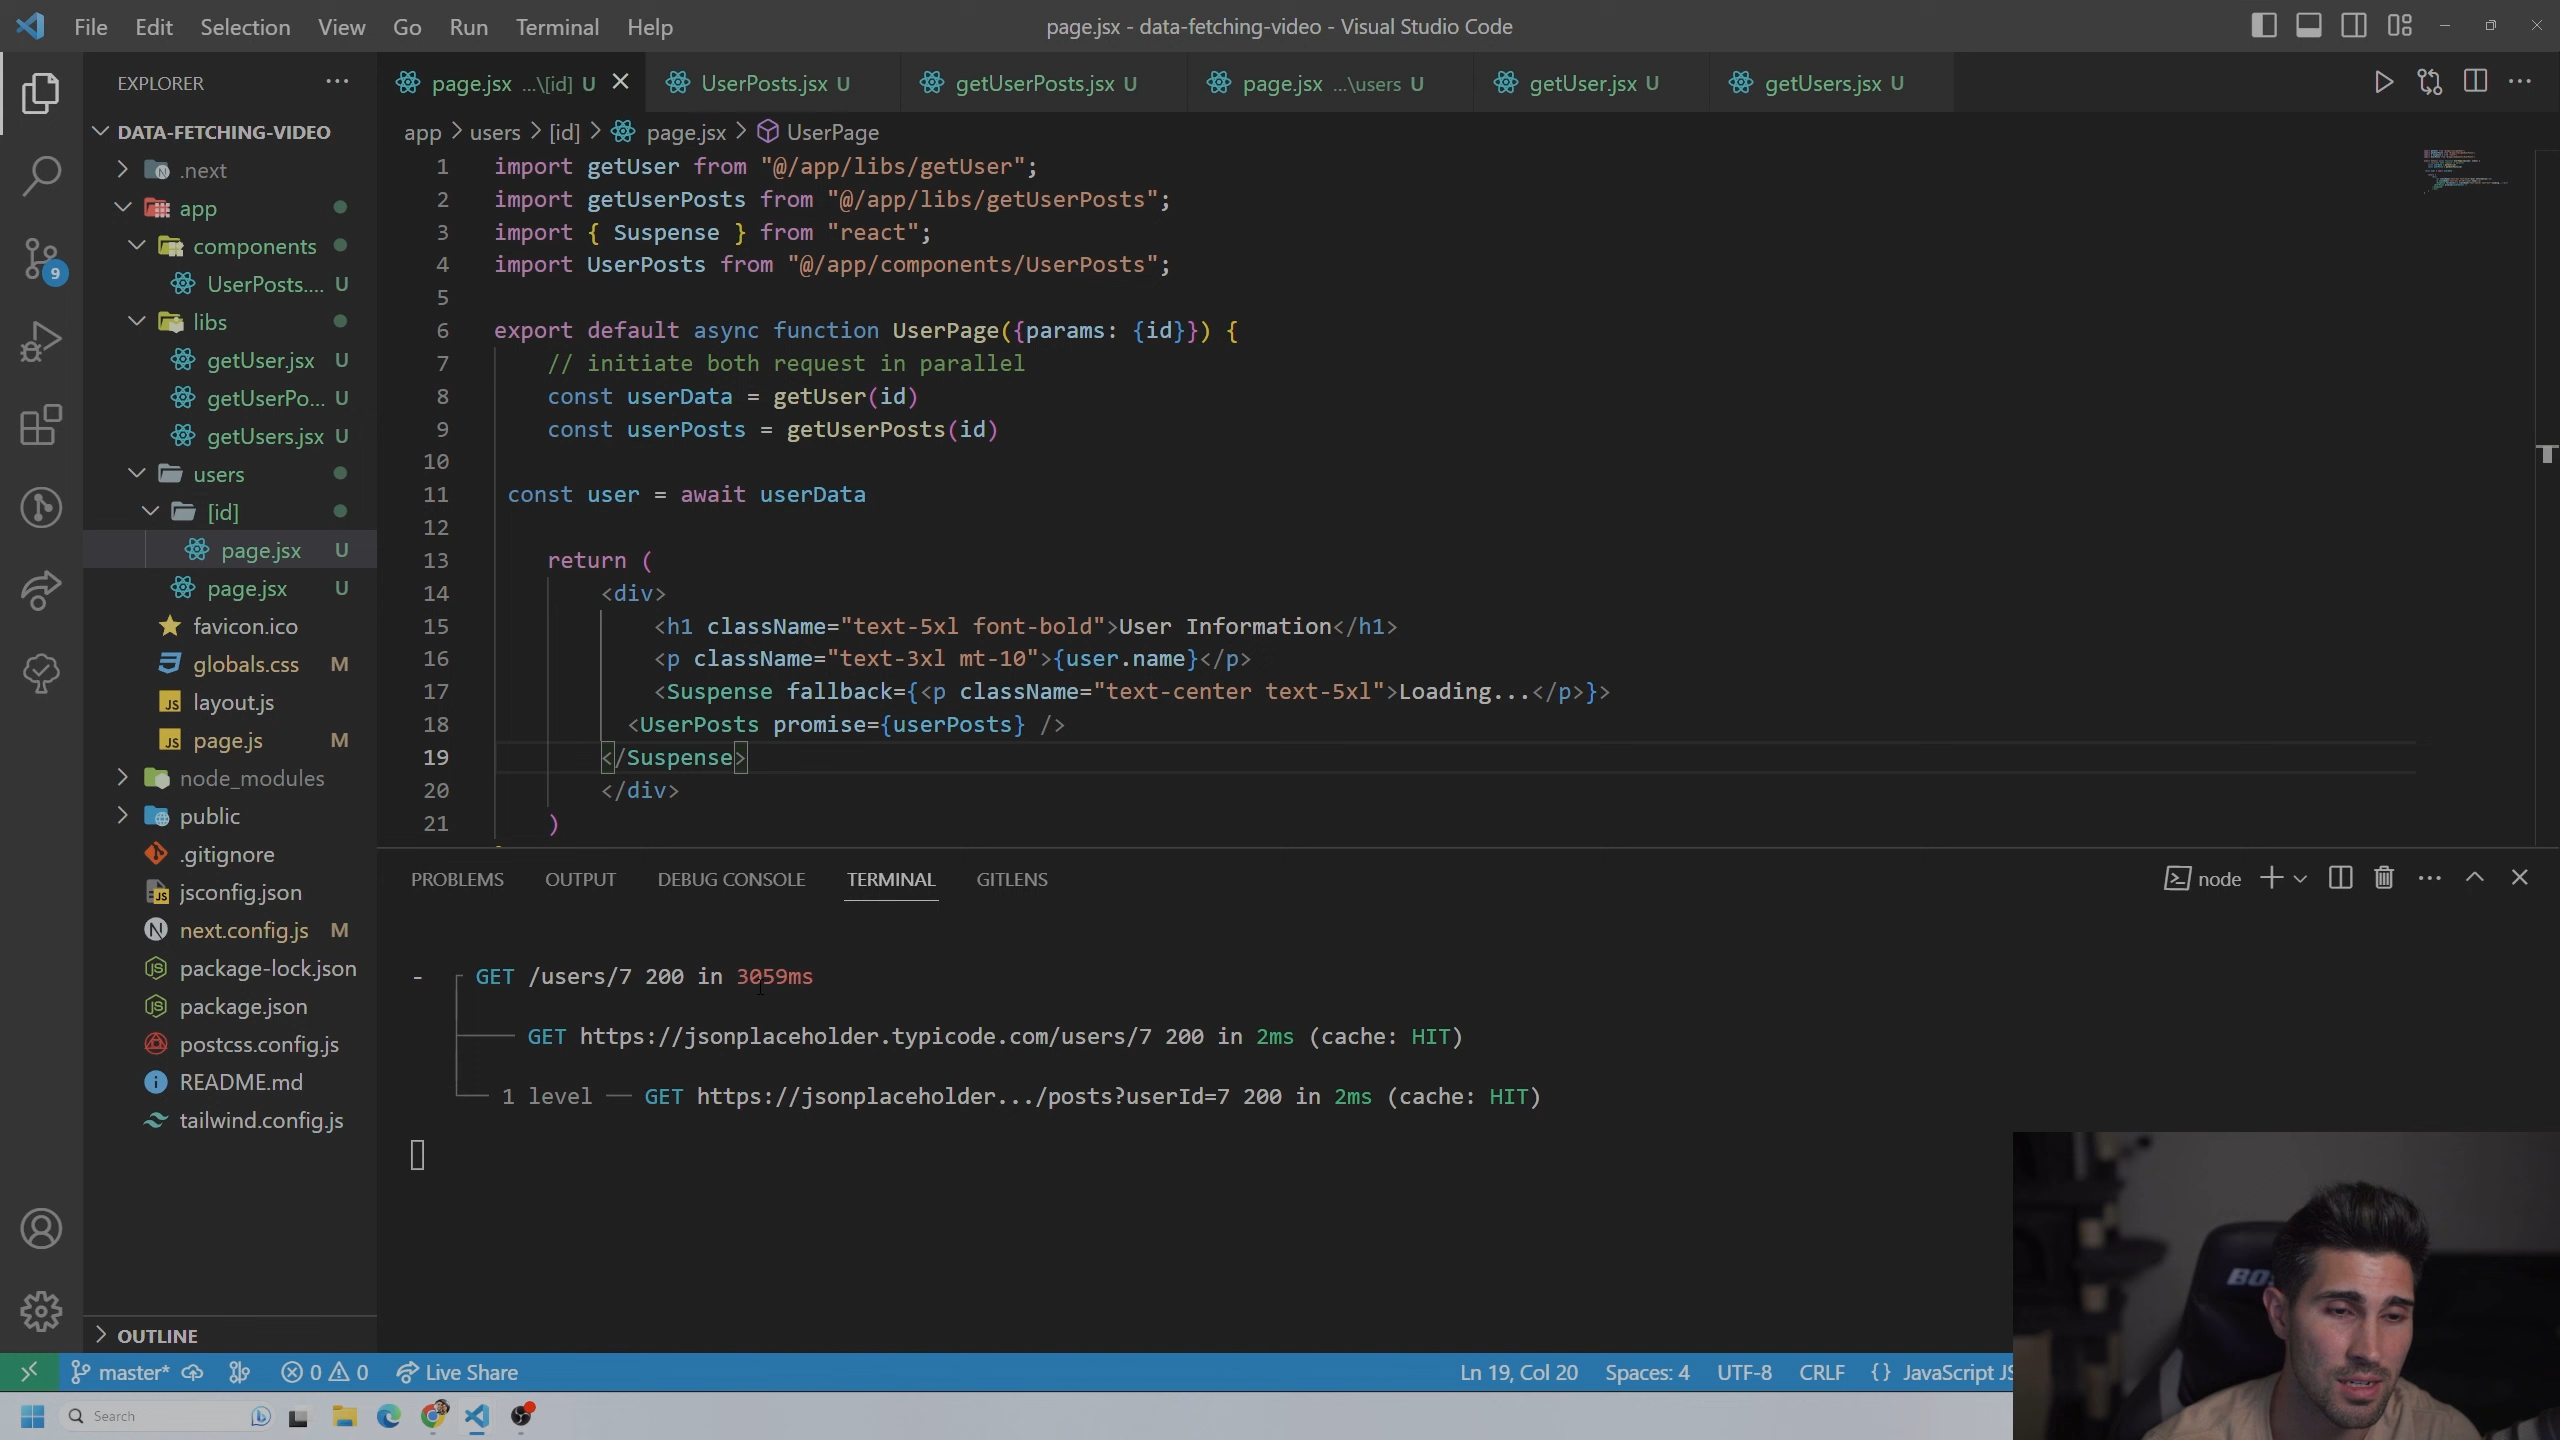 File Edit Selection View Go Run Terminal Help
page.jsx - data-fetching-video - Visual Studio Code
EXPLORER
DATA-FETCHING-VIDEO
.next
app
components
UserPosts.... U
libs
getUser.jsx U
getUserPo... U
getUsers.jsx U
users
[id]
page.jsx U
page.jsx U
favicon.ico
globals.css M
JS layout.js
JS page.js M
node_modules
public
.gitignore
jsconfig.json
next.config.js M
package-lock.json
package.json
postcss.config.js
README.md
tailwind.config.js
OUTLINE
9
page.jsx ...\[id] U
UserPosts.jsx U
getUserPosts.jsx U
page.jsx ...\users U
getUser.jsx U
getUsers.jsx U
app > users > [id] > page.jsx > UserPage
1 import getUser from "@/app/libs/getUser";
2 import getUserPosts from "@/app/libs/getUserPosts";
3 import { Suspense } from "react";
4 import UserPosts from "@/app/components/UserPosts";
5
6 export default async function UserPage({params: {id}}) {
7 // initiate both request in parallel
8 const userData = getUser(id)
9 const userPosts = getUserPosts(id)
10
11 const user = await userData
12
13 return (
14 <div>
15 <h1 className="text-5xl font-bold">User Information</h1>
16 <p className="text-3xl mt-10">{user.name}</p>
17 <Suspense fallback={<p className="text-center text-5xl">Loading...</p>}>
18 <UserPosts promise={userPosts} />
19 </Suspense>
20 </div>
21 )
PROBLEMS OUTPUT DEBUG CONSOLE TERMINAL GITLENS
node
- GET /users/7 200 in 3059ms
GET https://jsonplaceholder.typicode.com/users/7 200 in 2ms (cache: HIT)
1 level — GET https://jsonplaceholder.../posts?userId=7 200 in 2ms (cache: HIT)
master* 0 0 Live Share
Ln 19, Col 20 Spaces: 4 UTF-8 CRLF {} JavaScript JS
Search